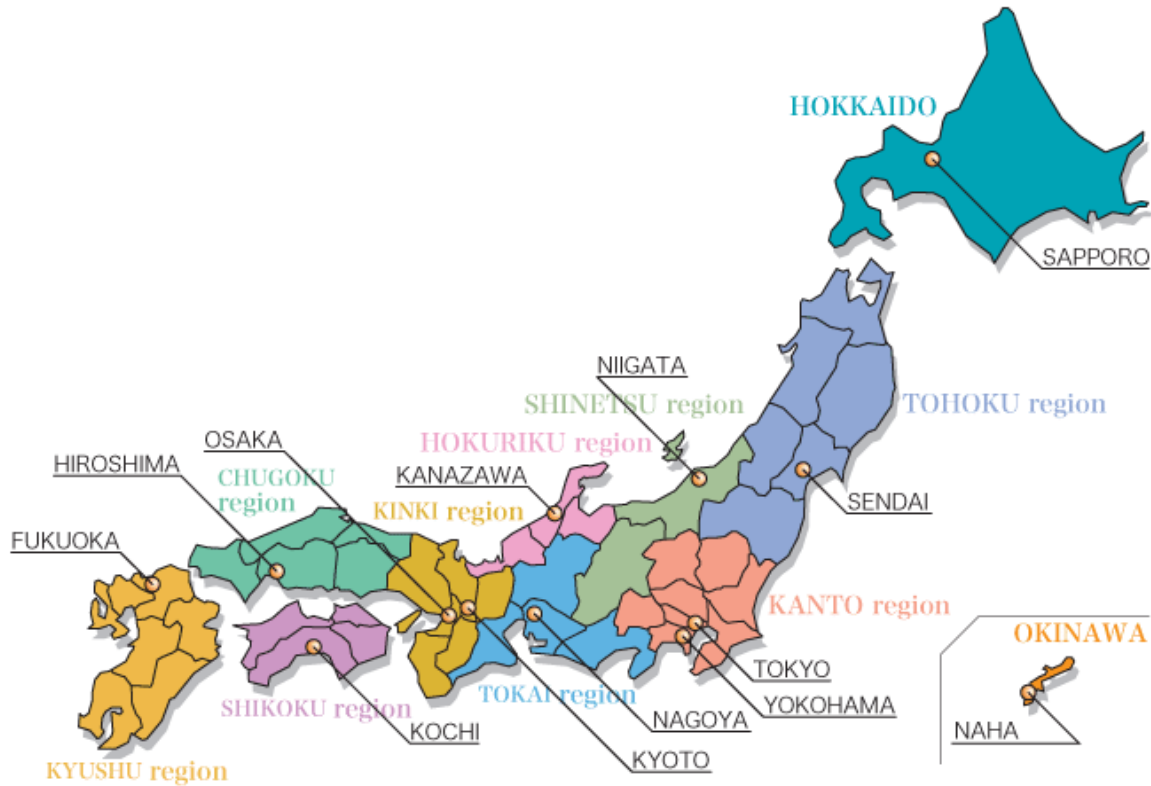 HOKKAIDO
SAPPORO
NIIGATA
SHINETSU region
TOHOKU region
OSAKA
HOKURIKU region
HIROSHIMA
CHUGOKU
region
KANAZAWA
KINKI region
SENDAI
FUKUOKA
KANTO region
OKINAWA
TOKYO
TOKAI region
YOKOHAMA
SHIKOKU region
NAGOYA
KOCHI
NAHA
KYOTO
KYUSHU region